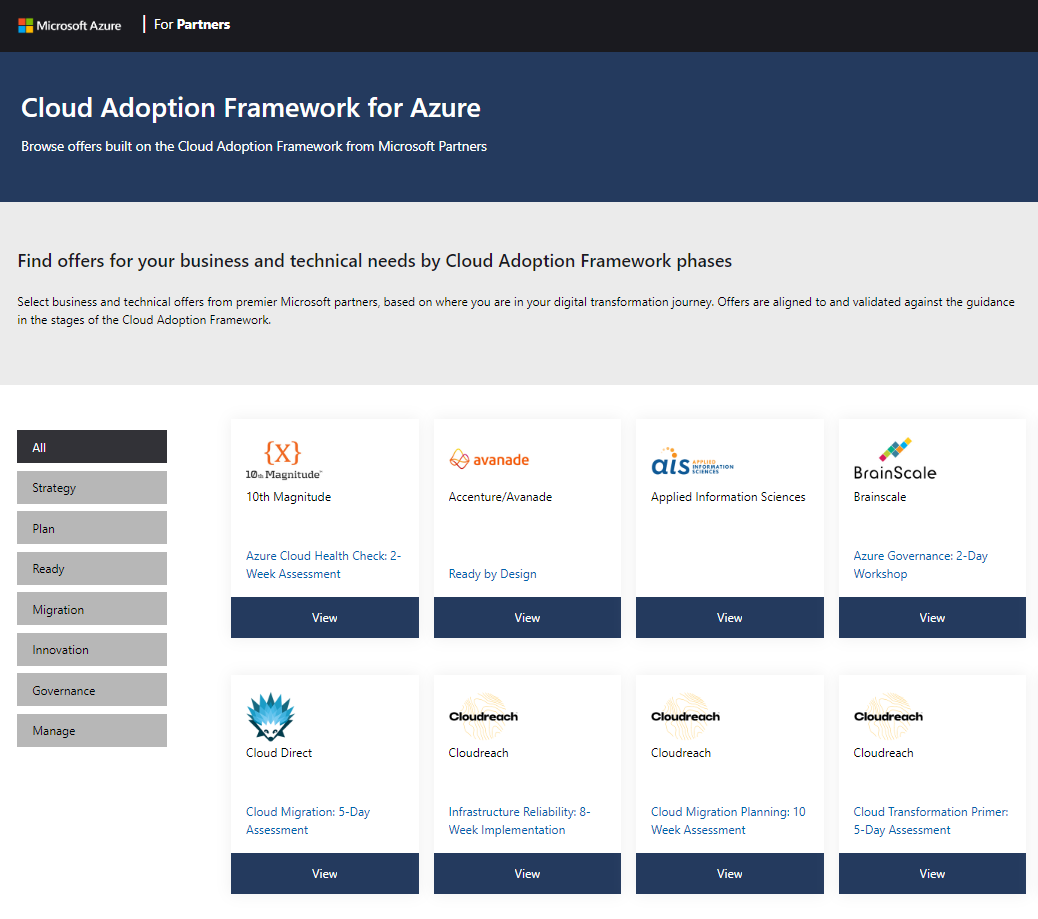 Microsoft Azure | For Partners
Cloud Adoption Framework for Azure
Browse offers built on the Cloud Adoption Framework from Microsoft Partners
Find offers for your business and technical needs by Cloud Adoption Framework phases
Select business and technical offers from premier Microsoft partners, based on where you are in your digital transformation journey. Offers are aligned to and validated against the guidance
in the stages of the Cloud Adoption Framework.
All
Strategy
Plan
Ready
Migration
Innovation
Governance
Manage
{X}
10th Magnitude
10th Magnitude
Azure Cloud Health Check: 2-
Week Assessment
View
avanade
Accenture/Avanade
Ready by Design
View
ais APPLIED
INFORMATION
SCIENCES
Applied Information Sciences
View
BrainScale
Brainscale
Azure Governance: 2-Day
Workshop
View
Cloud Direct
Cloud Migration: 5-Day
Assessment
View
Cloudreach
Cloudreach
Infrastructure Reliability: 8-
Week Implementation
View
Cloudreach
Cloudreach
Cloud Migration Planning: 10
Week Assessment
View
Cloudreach
Cloudreach
Cloud Transformation Primer:
5-Day Assessment
View